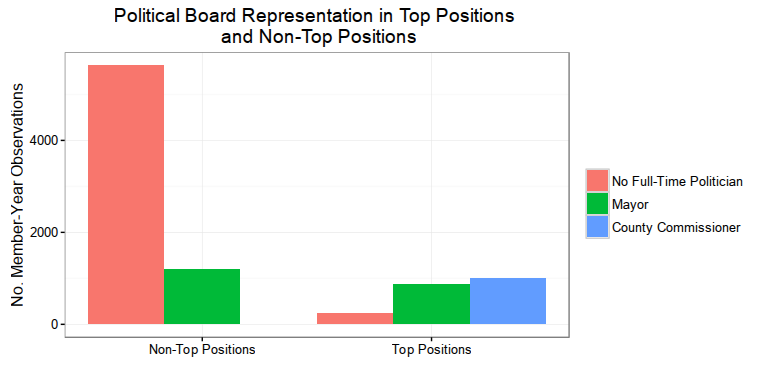 Political Board Representation in Top Positions
and Non-Top Positions
No. Member-Year Observations
4000
2000
0
Non-Top Positions
Top Positions
No Full-Time Politician
Mayor
County Commissioner